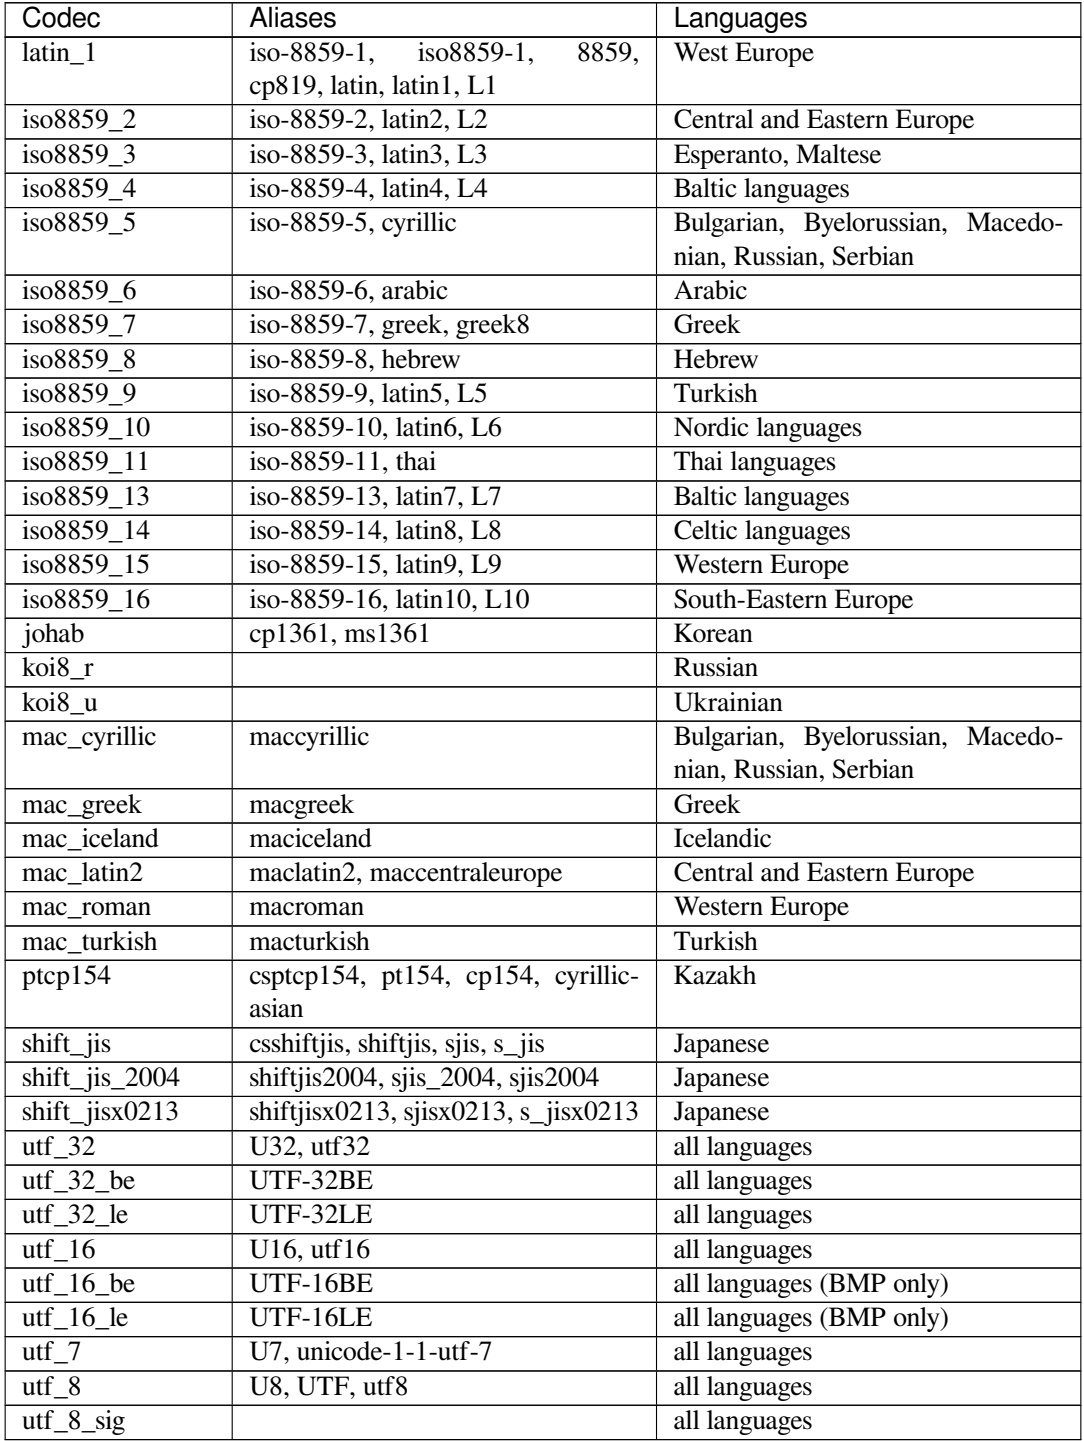 Codec Aliases Languages
latin_1 iso-8859-1, iso8859-1, 8859, West Europe
cp819, latin, latin1, L1
iso8859_2 iso-8859-2, latin2, L2 Central and Eastern Europe
iso8859_3 iso-8859-3, latin3, L3 Esperanto, Maltese
iso8859_4 iso-8859-4, latin4, L4 Baltic languages
iso8859_5 iso-8859-5, cyrillic Bulgarian, Byelorussian, Macedo-
nian, Russian, Serbian
iso8859_6 iso-8859-6, arabic Arabic
iso8859_7 iso-8859-7, greek, greek8 Greek
iso8859_8 iso-8859-8, hebrew Hebrew
iso8859_9 iso-8859-9, latin5, L5 Turkish
iso8859_10 iso-8859-10, latin6, L6 Nordic languages
iso8859_11 iso-8859-11, thai Thai languages
iso8859_13 iso-8859-13, latin7, L7 Baltic languages
iso8859_14 iso-8859-14, latin8, L8 Celtic languages
iso8859_15 iso-8859-15, latin9, L9 Western Europe
iso8859_16 iso-8859-16, latin10, L10 South-Eastern Europe
johab cp1361, ms1361 Korean
koi8_r Russian
koi8_u Ukrainian
mac_cyrillic maccyrillic Bulgarian, Byelorussian, Macedo-
nian, Russian, Serbian
mac_greek macgreek Greek
mac_iceland maciceland Icelandic
mac_latin2 maclatin2, maccentraleurope Central and Eastern Europe
mac_roman macroman Western Europe
mac_turkish macturkish Turkish
ptcp154 csptcp154, pt154, cp154, cyrillic- Kazakh
asian
shift_jis csshiftjis, shiftjis, sjis, s_jis Japanese
shift_jis_2004 shiftjis2004, sjis_2004, sjis2004 Japanese
shift_jisx0213 shiftjisx0213, sjisx0213, s_jisx0213 Japanese
utf_32 U32, utf32 all languages
utf_32_be UTF-32BE all languages
utf_32_le UTF-32LE all languages
utf_16 U16, utf16 all languages
utf_16_be UTF-16BE all languages (BMP only)
utf_16_le UTF-16LE all languages (BMP only)
utf_7 U7, unicode-1-1-utf-7 all languages
utf_8 U8, UTF, utf8 all languages
utf_8_sig all languages